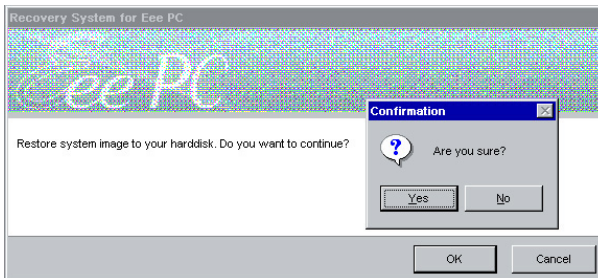 Recovery System for Eee PC
Eee PC
Confirmation
Restore system image to your harddisk. Do you want to continue?
Are you sure?
Yes
No
OK
Cancel